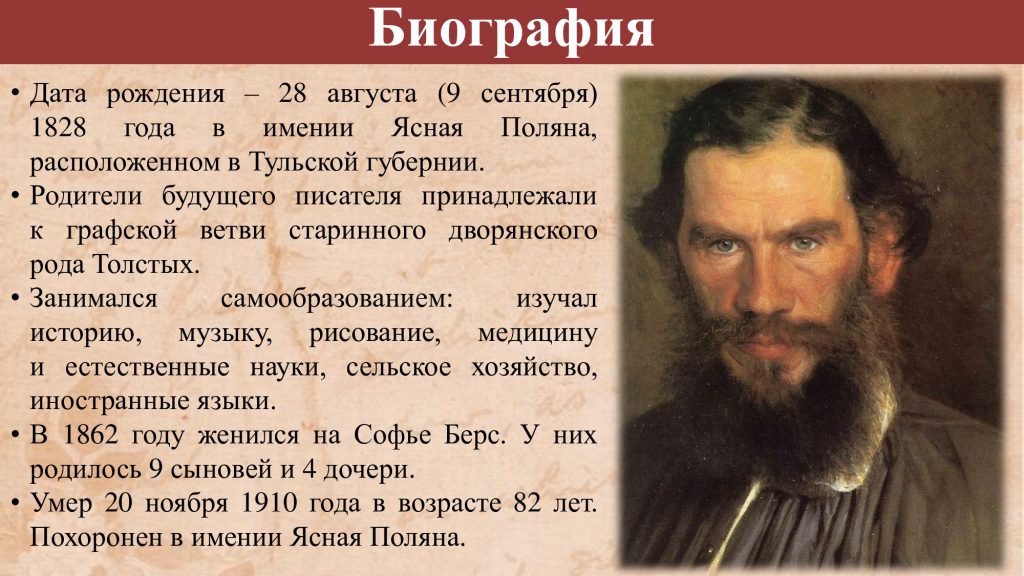 Биография
• Дата рождения – 28 августа (9 сентября)
1828 года в имении Ясная Поляна,
расположенном в Тульской губернии.
• Родители будущего писателя принадлежали
к графской ветви старинного дворянского
рода Толстых.
• Занимался самообразованием: изучал
историю, музыку, рисование, медицину
и естественные науки, сельское хозяйство,
иностранные языки.
• В 1862 году женился на Софье Берс. У них
родилось 9 сыновей и 4 дочери.
• Умер 20 ноября 1910 года в возрасте 82 лет.
Похоронен в имении Ясная Поляна.